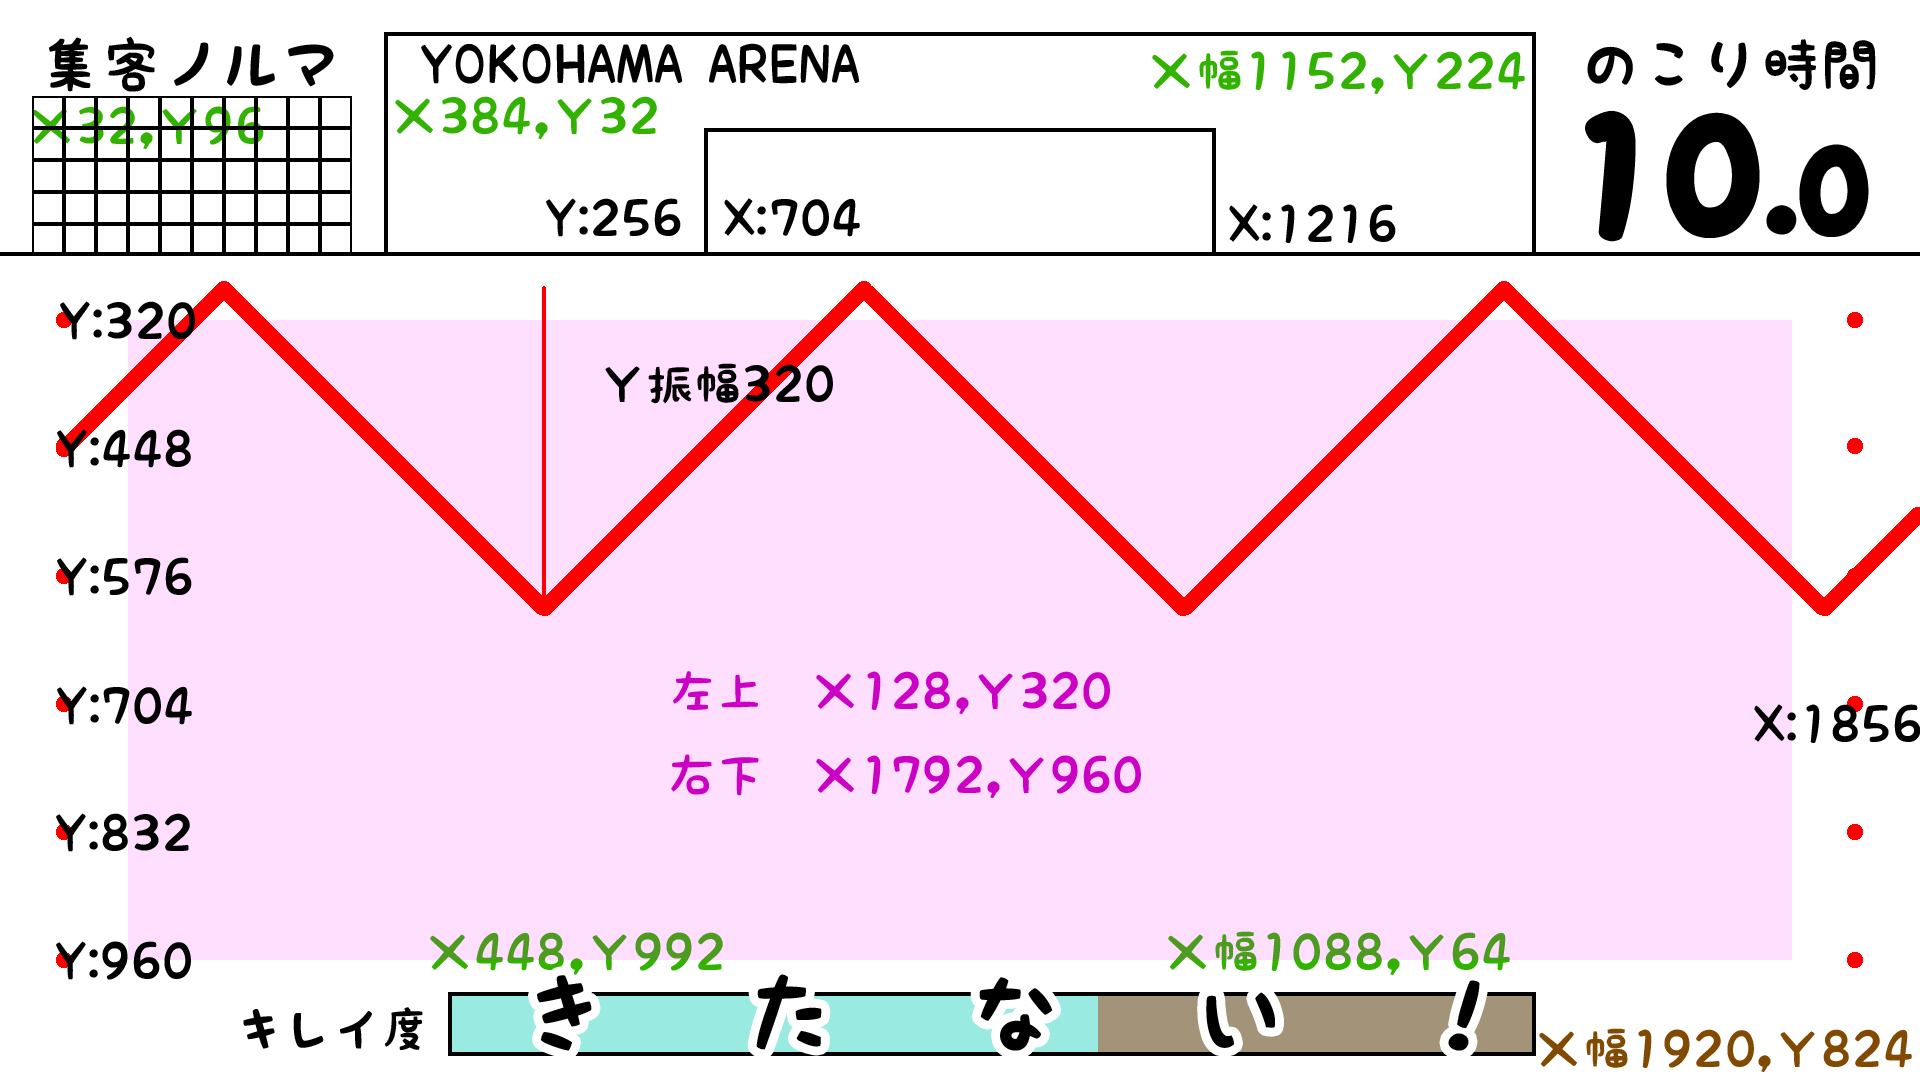 集客ノルマ
X32,Y96
YOKOHAMA ARENA
X384,Y32
X幅1152,Y224
のこり時間
10.0
Y:256
X:704
X:1216
Y:320
Y振幅320
Y:448
Y:576
左上 X128,Y320
Y:704
X:1856
右下 X1792,Y960
Y:832
Y:960
X448,Y992
X幅1088,Y64
キレイ度
きたない!
X幅1920,Y824